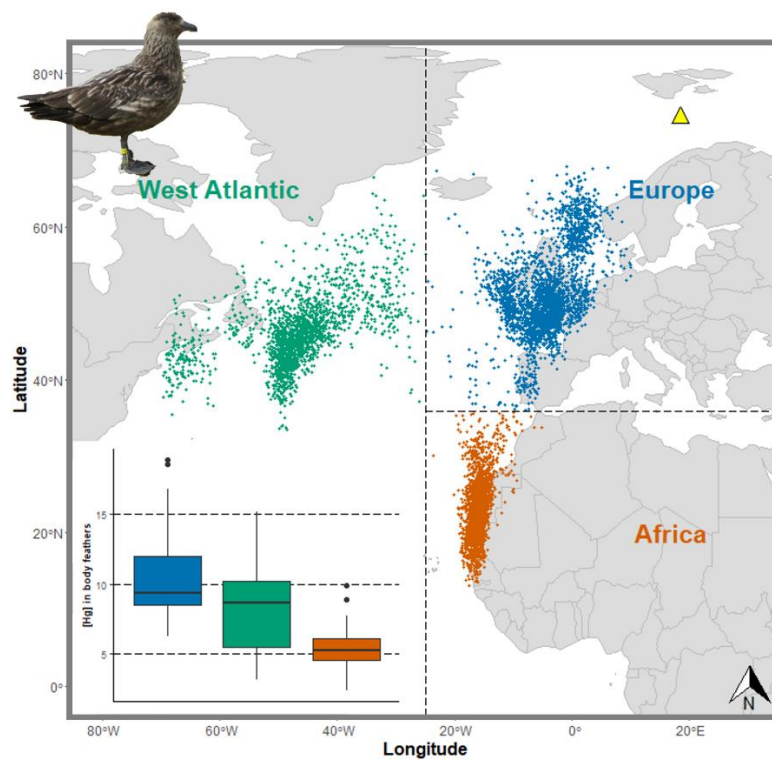 80°N
West Atlantic
Europe
60°N
Latitude
40°N
[Hg] in body feathers
15
10
5
20°N
Africa
0°
N
80°W
60°W
40°W
20°W
0°
20°E
Longitude